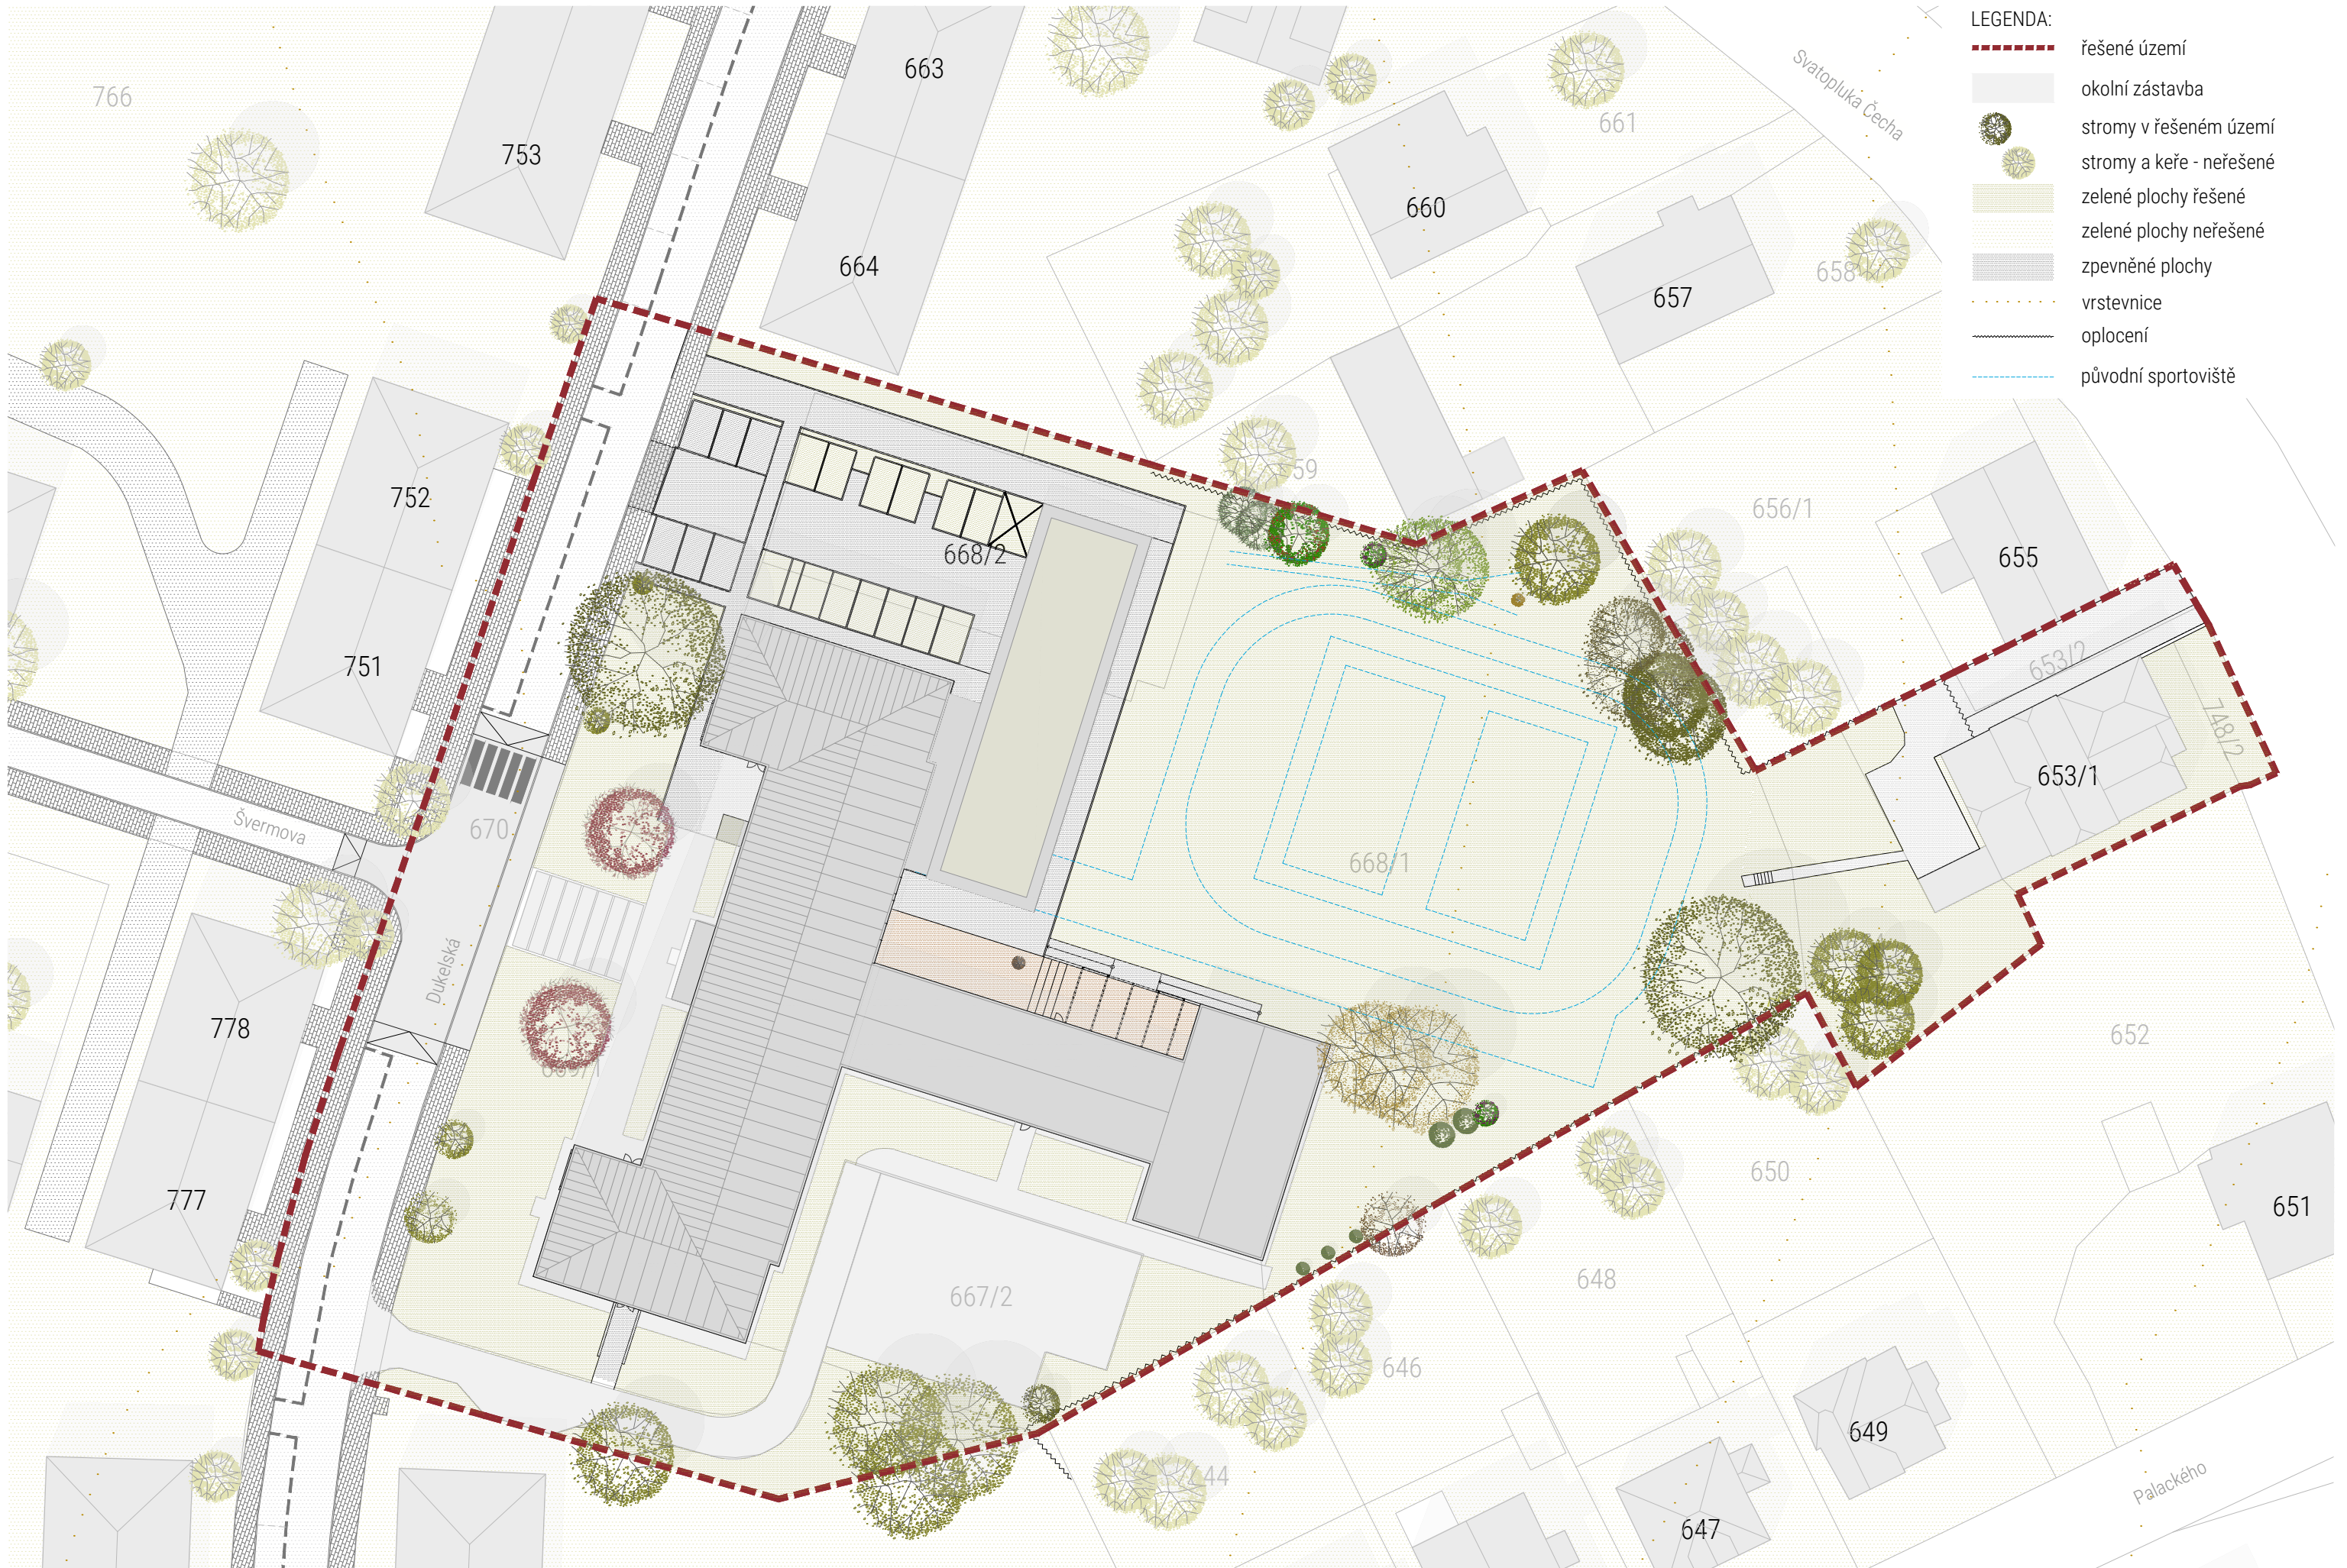 LEGENDA:
řešené území
okolní zástavba
stromy v řešeném území
stromy a keře - neřešené
zelené plochy řešené
zelené plochy neřešené
zpevněné plochy
vrstevnice
oplocení
původní sportoviště
Svatopluka Čecha
663
766
661
753
660
664
658
657
59
752
656/1
668/2
655
751
653/2
748/2
653/1
670
Švermova
668/1
Dukelská
778
652
650
777
651
648
667/2
646
649
44
Palackého
647